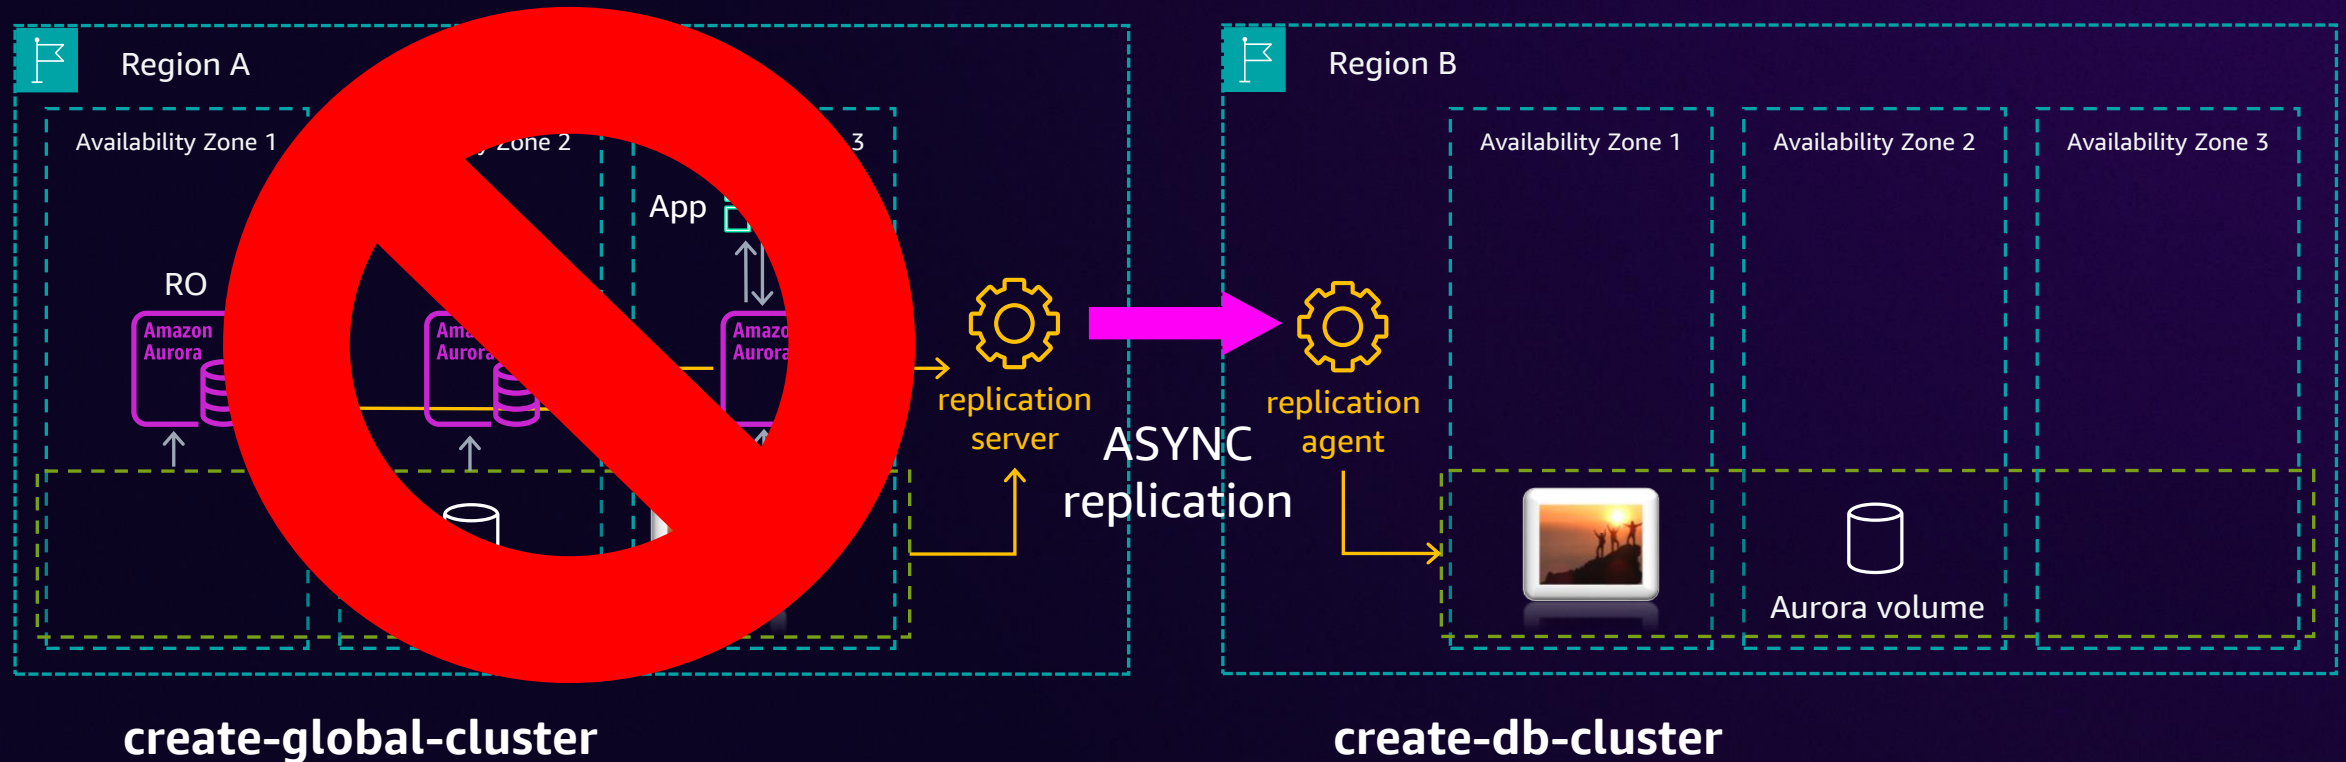 Region A
Availability Zone 1
Zone 2
3
App
RO
Amazon
Aurora
Aurora
replication
server
ASYNC
replication
Region B
Availability Zone 1
Availability Zone 2
Availability Zone 3
replication
agent
Aurora volume
create-global-cluster
create-db-cluster